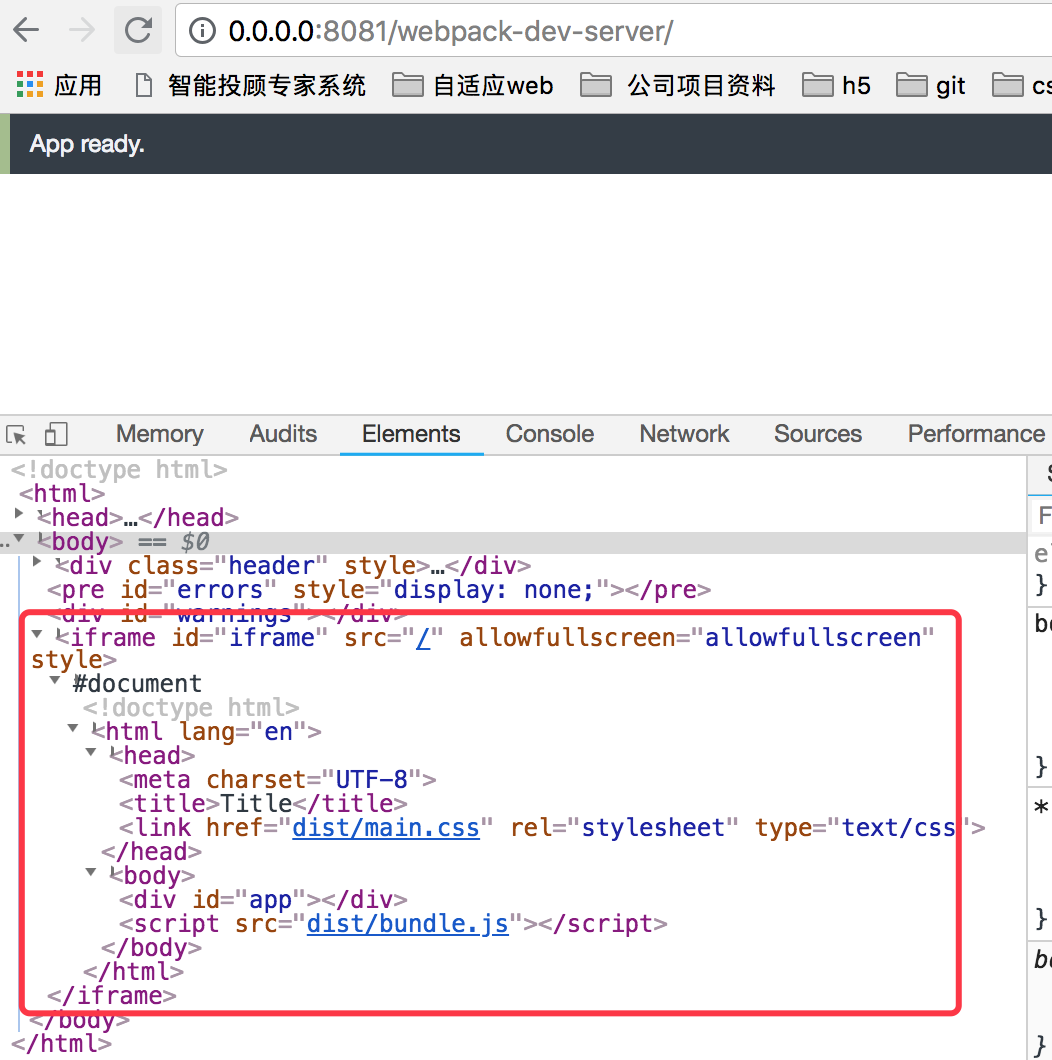 0.0.0.0:8081/webpack-dev-server/
应用 智能投顾专家系统 自适应web 公司项目资料 h5 git
App ready.
Memory Audits Elements Console Network Sources Performance
<!doctype html>
<html>
<head>…</head>
<body> == $0
<div class="header" style>…</div>
<pre id="errors" style="display: none;"></pre>
<div id="warnings"></div>
<iframe id="iframe" src="/" allowfullscreen="allowfullscreen"
style>
#document
<!doctype html>
<html lang="en">
<head>
<meta charset="UTF-8">
<title>Title</title>
<link href="dist/main.css" rel="stylesheet" type="text/css">
</head>
<body>
<div id="app"></div>
<script src="dist/bundle.js"></script>
</body>
</html>
</iframe>
</body>
</html>
}
}
*
}
}